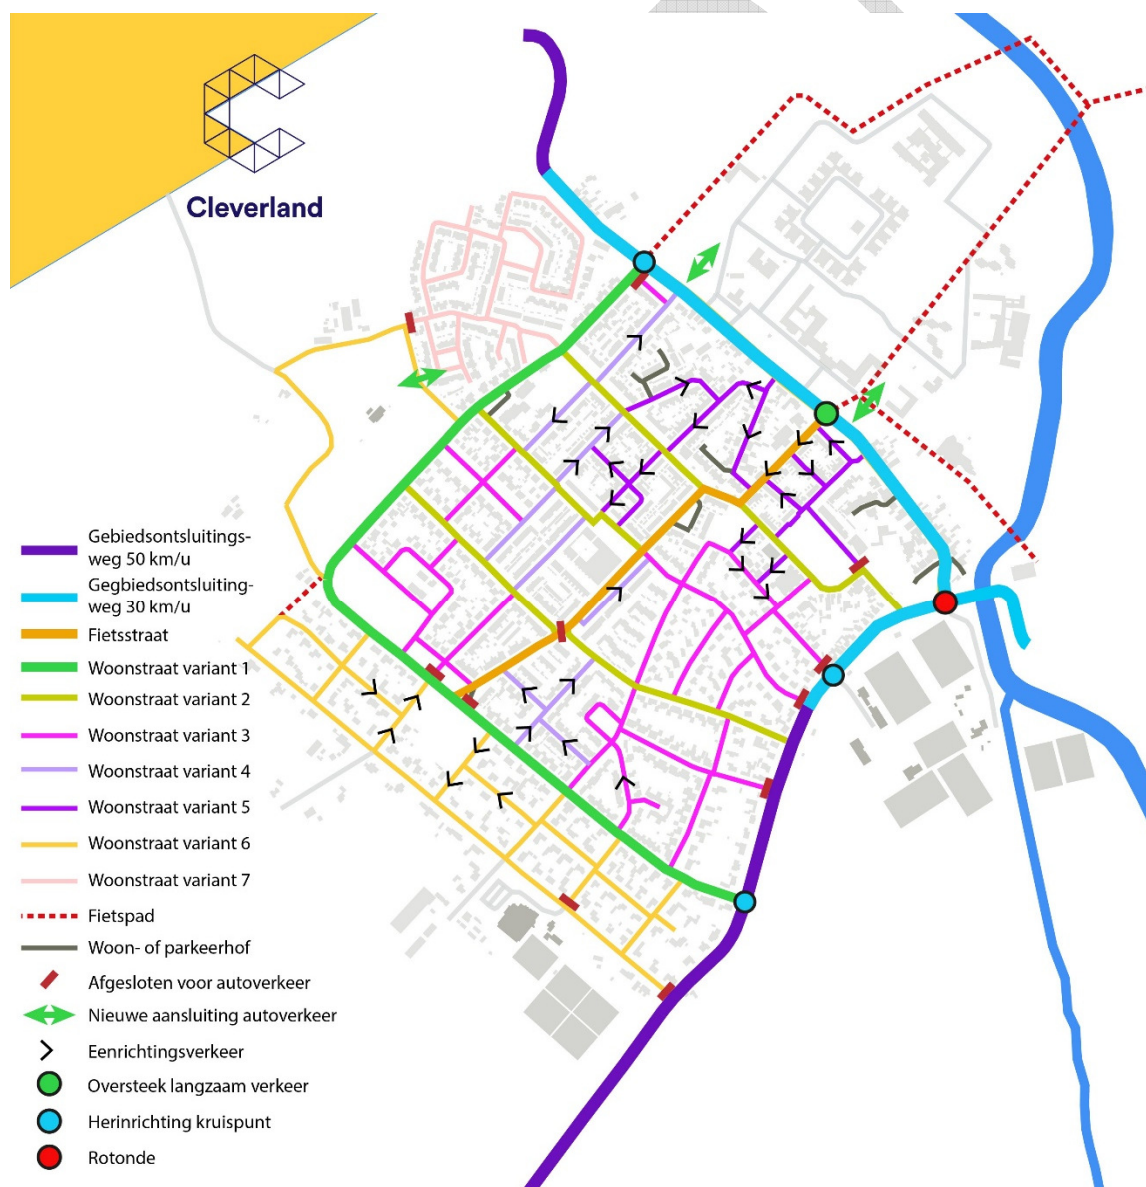 Cleverland
Gebiedsontsluitings-
weg 50 km/u
Gegbiedsontsluiting-
weg 30 km/u
Fietsstraat
Woonstraat variant 1
Woonstraat variant 2
Woonstraat variant 3
Woonstraat variant 4
Woonstraat variant 5
Woonstraat variant 6
Woonstraat variant 7
Fietspad
Woon- of parkeerhof
Afgesloten voor autoverkeer
Nieuwe aansluiting autoverkeer
Eenrichtingsverkeer
Oversteek langzaam verkeer
Herinrichting kruispunt
Rotonde